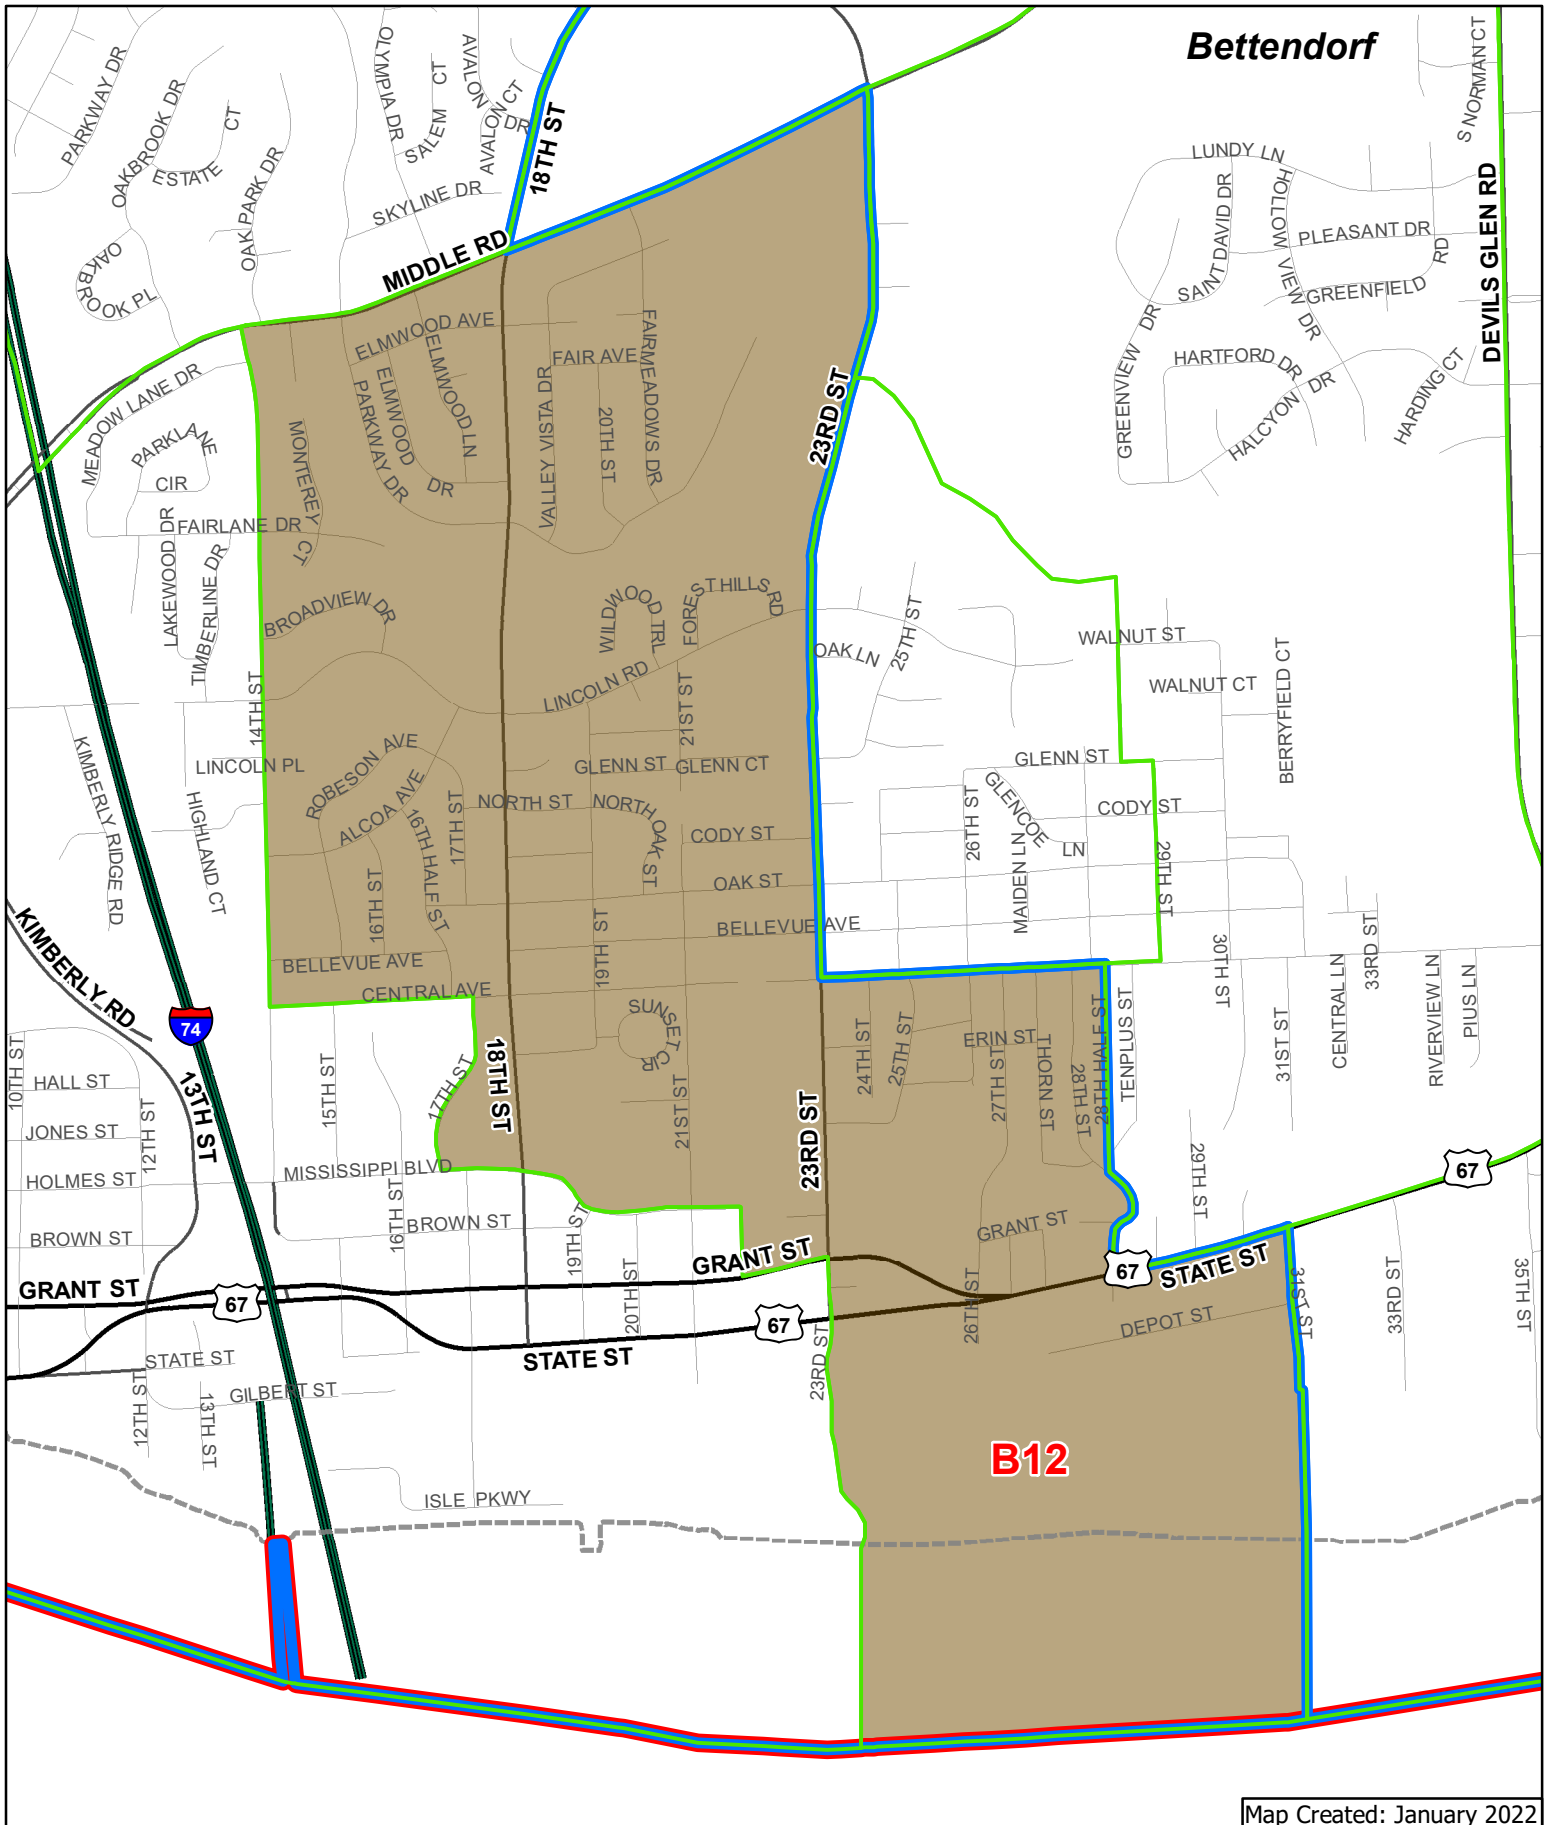 Bettendorf
PARKWAY DR
OAKBROOK DR
ESTATE CT
OAK PARK DR
OAKBROOK PL
OLYMPIA DR
SALEM CT
AVALON CT
AVALON DR
18TH ST
SKYLINE DR
MIDDLE RD
S NORMAN CT
LUNDY LN
HOLLOW VIEW DR
SAINT DAVID DR
PLEASANT DR
GREENFIELD RD
GREENVIEW DR
HARTFORD DR
HALCYON DR
HARDING CT
DEVILS GLEN RD
ELMWOOD AVE
ELMWOOD LN
ELMWOOD DR
PARKWAY DR
FAIR AVE
FAIRMEADOWS DR
VALLEY VISTA DR
20TH ST
23RD ST
MEADOW LANE DR
PARKLANE CIR
MONTEREY CT
FAIRLANE DR
LAKEWOOD DR
TIMBERLINE DR
BROADVIEW DR
WILDWOOD TRL
FOREST HILLS RD
LINCOLN RD
OAK LN
25TH ST
WALNUT ST
WALNUT CT
BERRYFIELD CT
14TH ST
21ST ST
LINCOLN PL
KIMBERLY RIDGE RD
HIGHLAND CT
ROBESON AVE
ALCOA AVE
16TH HALF ST
17TH ST
16TH ST
GLENN ST
GLENN CT
NORTH ST
NORTH OAK ST
CODY ST
OAK ST
BELLEVUE AVE
GLENN ST
GLENCOE LN
CODY ST
26TH ST
MAIDEN LN
29TH ST
30TH ST
33RD ST
KIMBERLY RD
BELLEVUE AVE
CENTRAL AVE
19TH ST
SUNSET CIR
74
13TH ST
10TH ST
HALL ST
JONES ST
HOLMES ST
12TH ST
15TH ST
17TH ST
18TH ST
21ST ST
23RD ST
24TH ST
25TH ST
ERIN ST
27TH ST
THORN ST
28TH ST
28TH HALF ST
TENPLUS ST
31ST ST
CENTRAL LN
RIVERVIEW LN
PIUS LN
MISSISSIPPI BLVD
BROWN ST
16TH ST
BROWN ST
19TH ST
20TH ST
GRANT ST
GRANT ST
GRANT ST
29TH ST
67
67
67
67
STATE ST
31ST ST
33RD ST
35TH ST
26TH ST
DEPOT ST
23RD ST
STATE ST
STATE ST
GILBERT ST
12TH ST
13TH ST
ISLE PKWY
B12
Map Created: January 2022